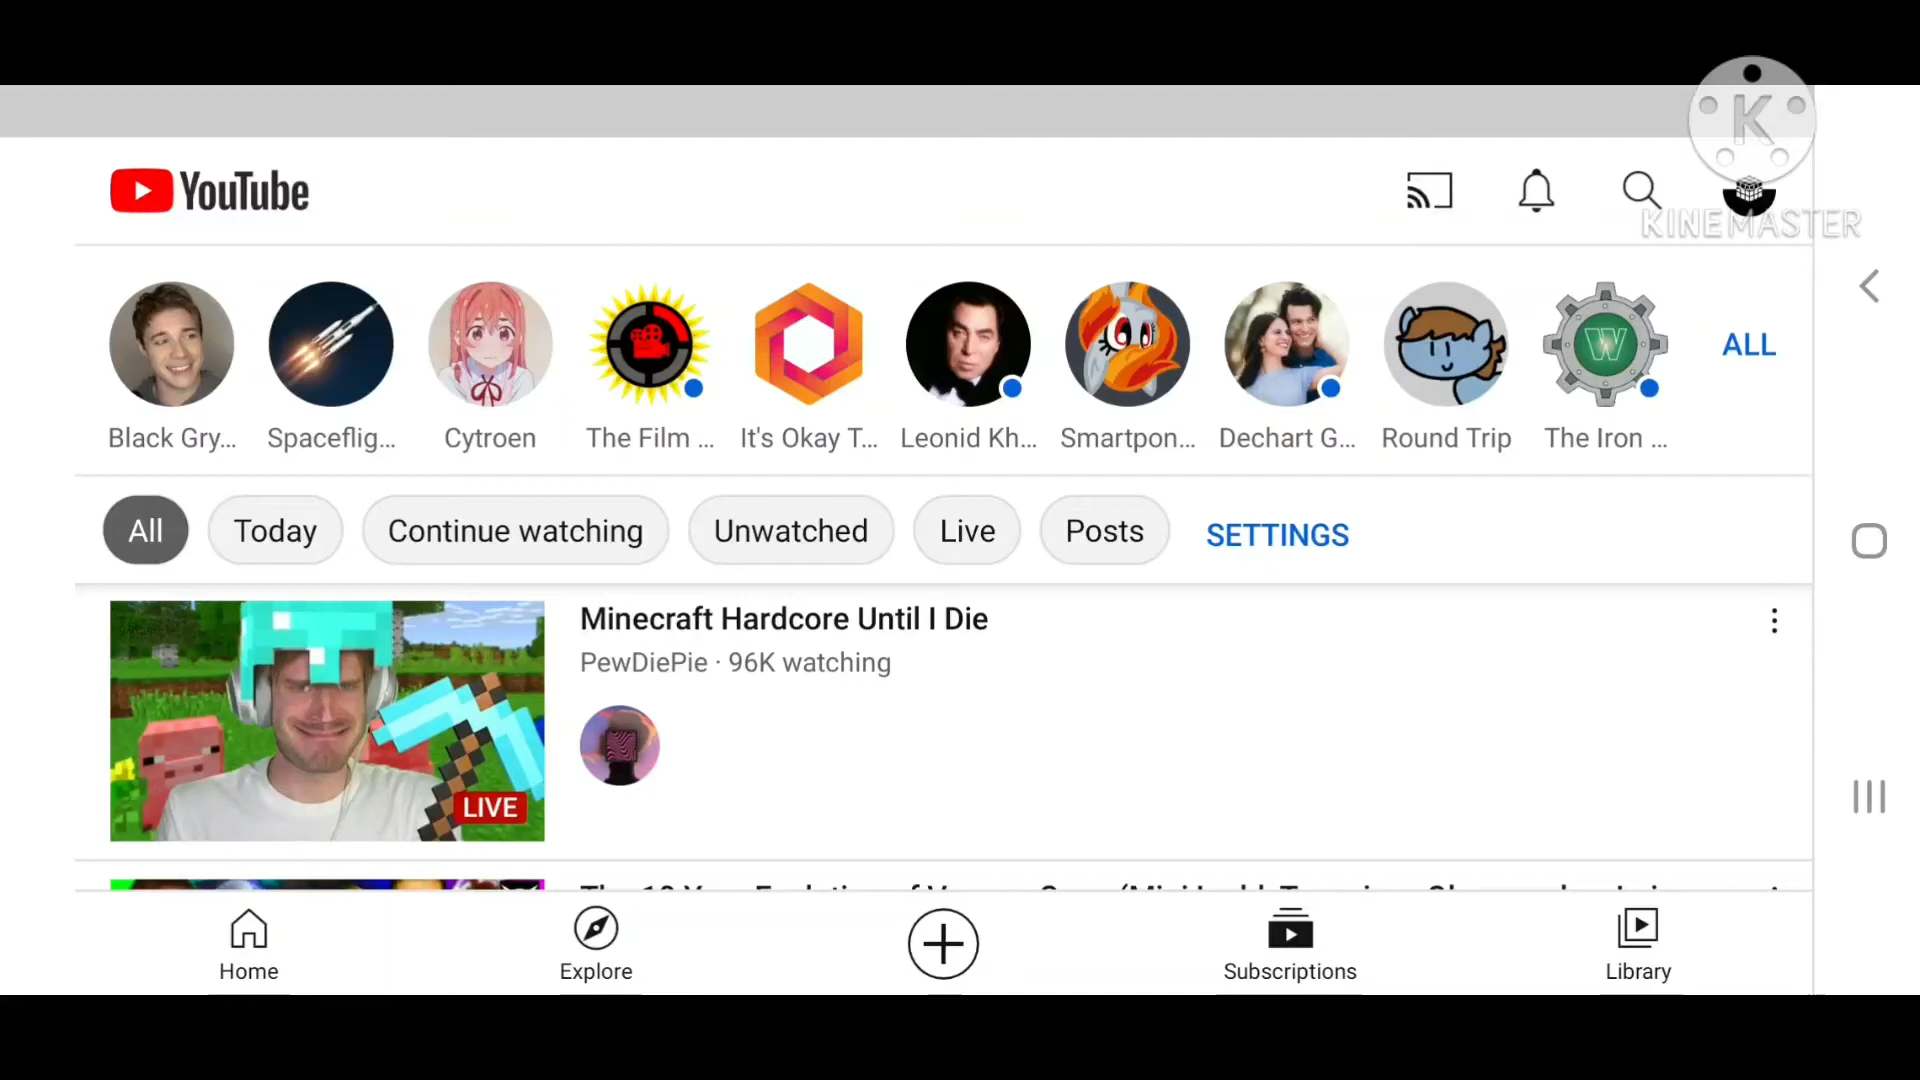 K
YouTube
KINEMASTER
Black Gry... Spaceflig... Cytroen The Film ... It's Okay T... Leonid Kh... Smartpon... Dechart G... Round Trip The Iron ... ALL
W
All Today Continue watching Unwatched Live Posts SETTINGS
Minecraft Hardcore Until I Die
PewDiePie · 96K watching
LIVE
Home Explore Subscriptions Library